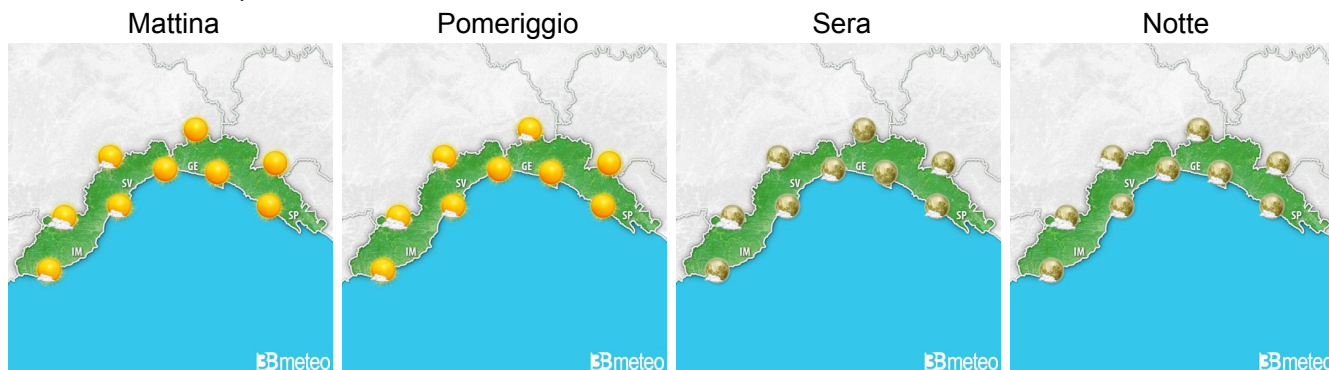 Mattina
Pomeriggio
Sera
Notte
GE
SV
SP
IM
3Bmeteo
GE
SV
SP
IM
3Bmeteo
GE
SV
SP
IM
3Bmeteo
GE
SV
SP
IM
3Bmeteo